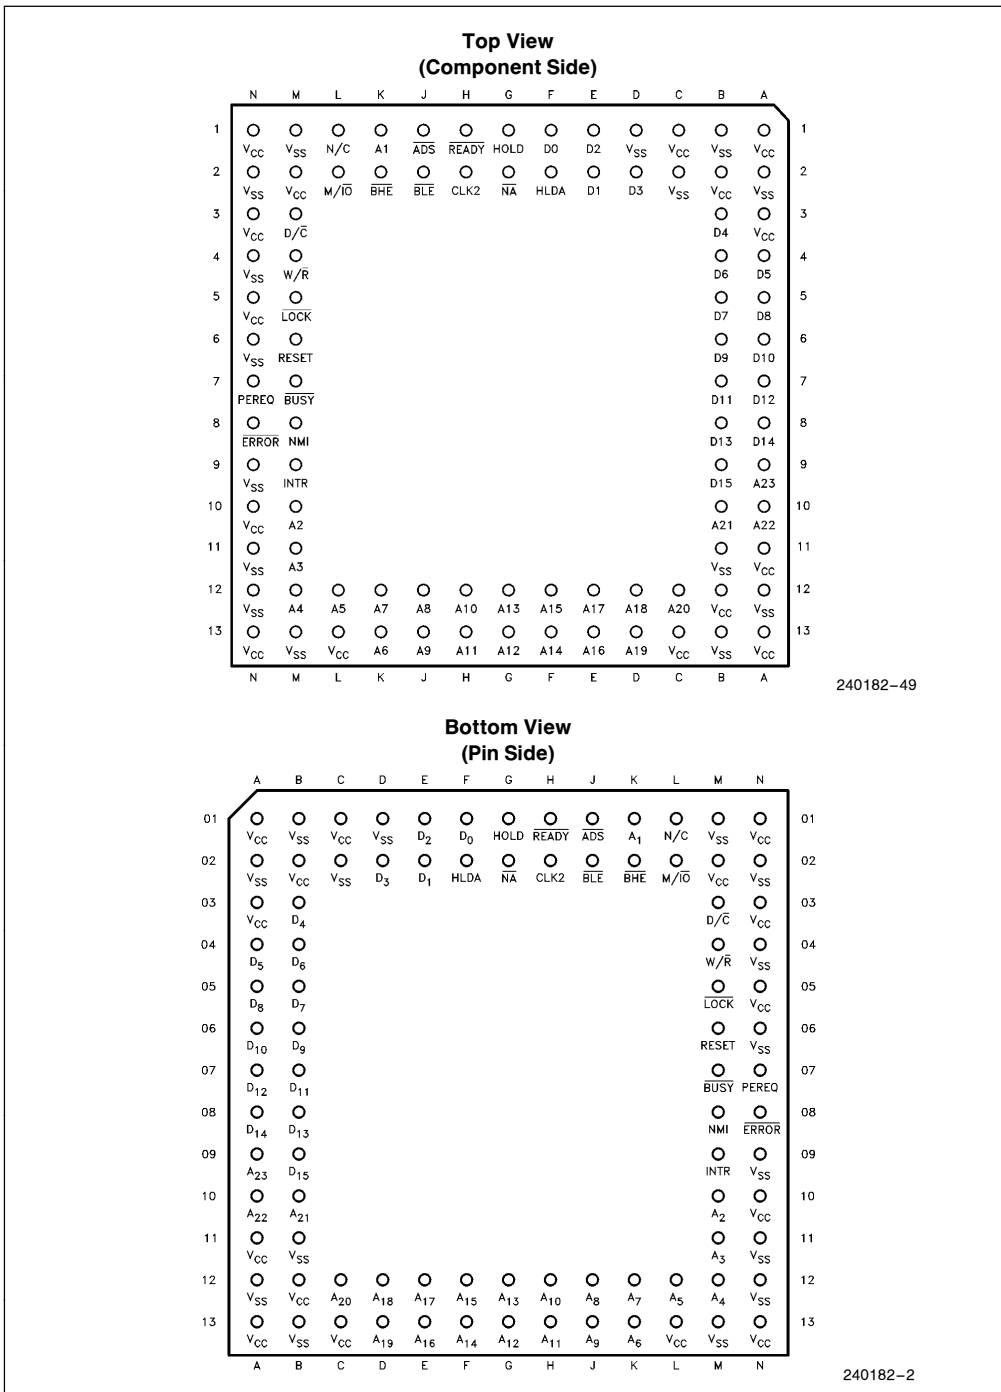 Top View
(Component Side)
N M L K J H G F E D C B A
1 1
VCC VSS N/C A1 ADS READY HOLD D0 D2 VSS VCC VSS VCC
2 2
VSS VCC M/IO BHE BLE CLK2 NA HLDA D1 D3 VSS VCC VSS
3 3
VCC D/C D4 VCC
4 4
VSS W/R D6 D5
5 5
VCC LOCK D7 D8
6 6
VSS RESET D9 D10
7 7
PEREQ BUSY D11 D12
8 8
ERROR NMI D13 D14
9 9
VSS INTR D15 A23
10 10
VCC A2 A21 A22
11 11
VSS A3 VSS VCC
12 12
VSS A4 A5 A7 A8 A10 A13 A15 A17 A18 A20 VCC VSS
13 13
VCC VSS VCC A6 A9 A11 A12 A14 A16 A19 VCC VSS VCC
N M L K J H G F E D C B A
240182–49
Bottom View
(Pin Side)
A B C D E F G H J K L M N
01 01
VCC VSS VCC VSS D2 D0 HOLD READY ADS A1 N/C VSS VCC
02 02
VSS VCC VSS D3 D1 HLDA NA CLK2 BLE BHE M/IO VCC VSS
03 03
VCC D4 D/C VCC
04 04
D5 D6 W/R VSS
05 05
D8 D7 LOCK VCC
06 06
D10 D9 RESET VSS
07 07
D12 D11 BUSY PEREQ
08 08
D14 D13 NMI ERROR
09 09
A23 D15 INTR VSS
10 10
A22 A21 A2 VCC
11 11
VCC VSS A3 VSS
12 12
VSS VCC A20 A18 A17 A15 A13 A10 A8 A7 A5 A4 VSS
13 13
VCC VSS VCC A19 A16 A14 A12 A11 A9 A6 VCC VSS VCC
A B C D E F G H J K L M N
240182–2